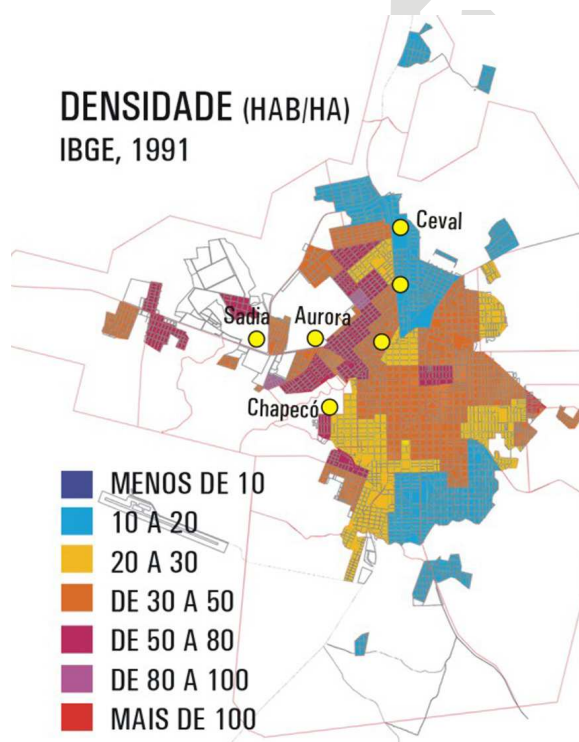 DENSIDADE (HAB/HA)
IBGE, 1991
Ceval
Sadia
Aurora
Chapecó
MENOS DE 10
10 A 20
20 A 30
DE 30 A 50
DE 50 A 80
DE 80 A 100
MAIS DE 100